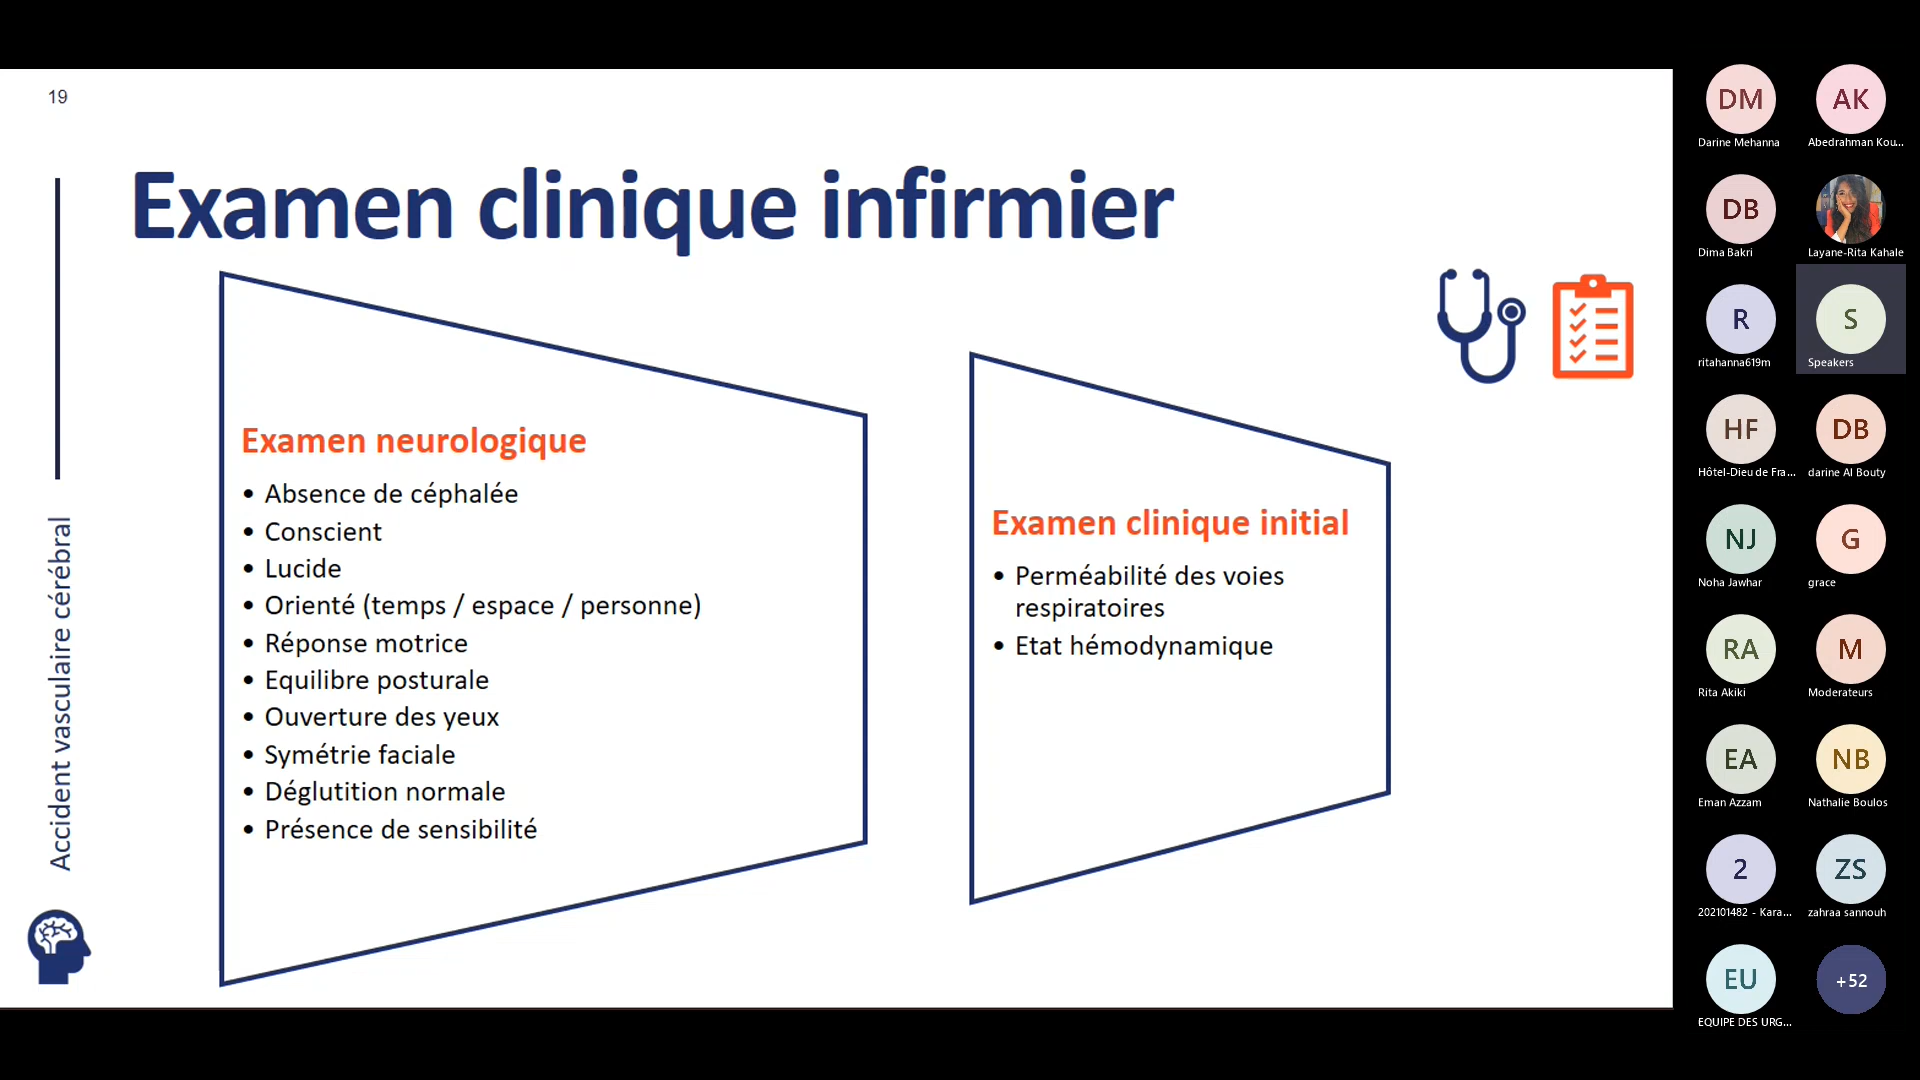 19
Examen clinique infirmier
Accident vasculaire cérébral
Examen neurologique
• Absence de céphalée
• Conscient
• Lucide
• Orienté (temps / espace / personne)
• Réponse motrice
• Equilibre posturale
• Ouverture des yeux
• Symétrie faciale
• Déglutition normale
• Présence de sensibilité
Examen clinique initial
• Perméabilité des voies
respiratoires
• Etat hémodynamique
DM
Darine Mehanna
AK
Abedrahman Kou...
DB
Dima Bakri
Layane-Rita Kahale
R
ritahanna619m
S
Speakers
HF
Hôtel-Dieu de Fra...
DB
darine Al Bouty
NJ
Noha Jawhar
G
grace
RA
Rita Akiki
M
Moderateurs
EA
Eman Azzam
NB
Nathalie Boulos
2
202101482 - Kara...
ZS
zahraa sannouh
EU
EQUIPE DES URG...
+52